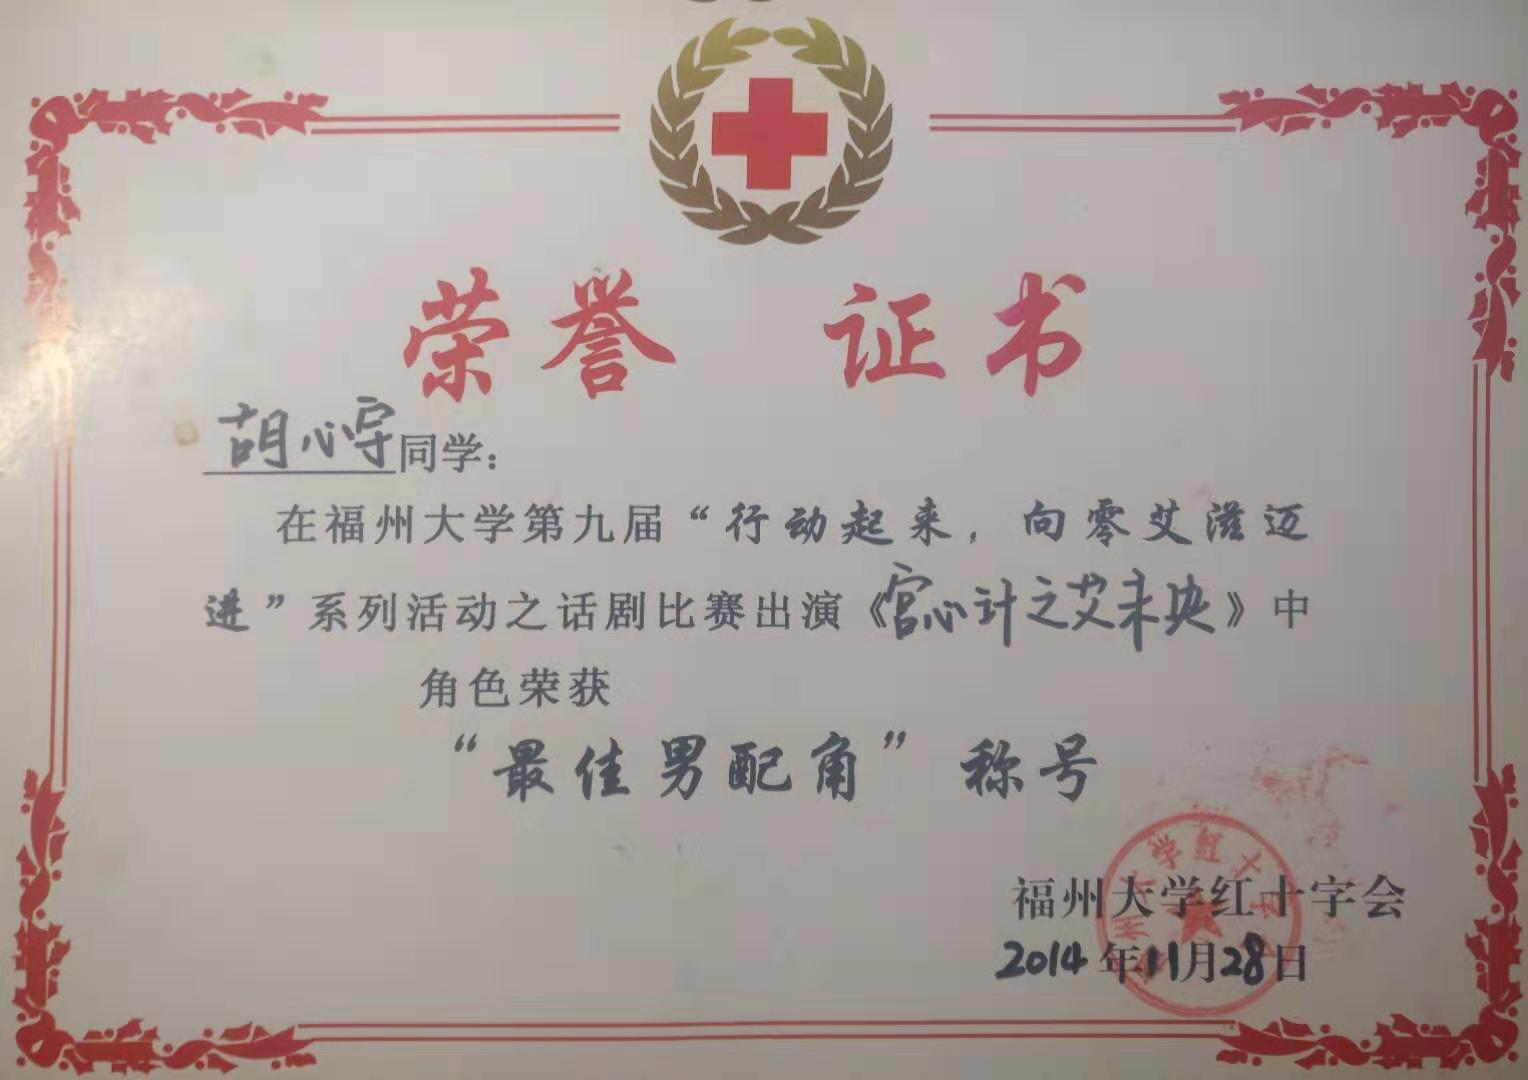 荣誉 证书
胡心宇同学：
在福州大学第九届“行动起来，向零艾滋迈
进”系列活动之话剧比赛出演《宫心计之艾未央》中
角色荣获
“最佳男配角”称号
福州大学红十字会
2014年11月28日
福州大学红十字会